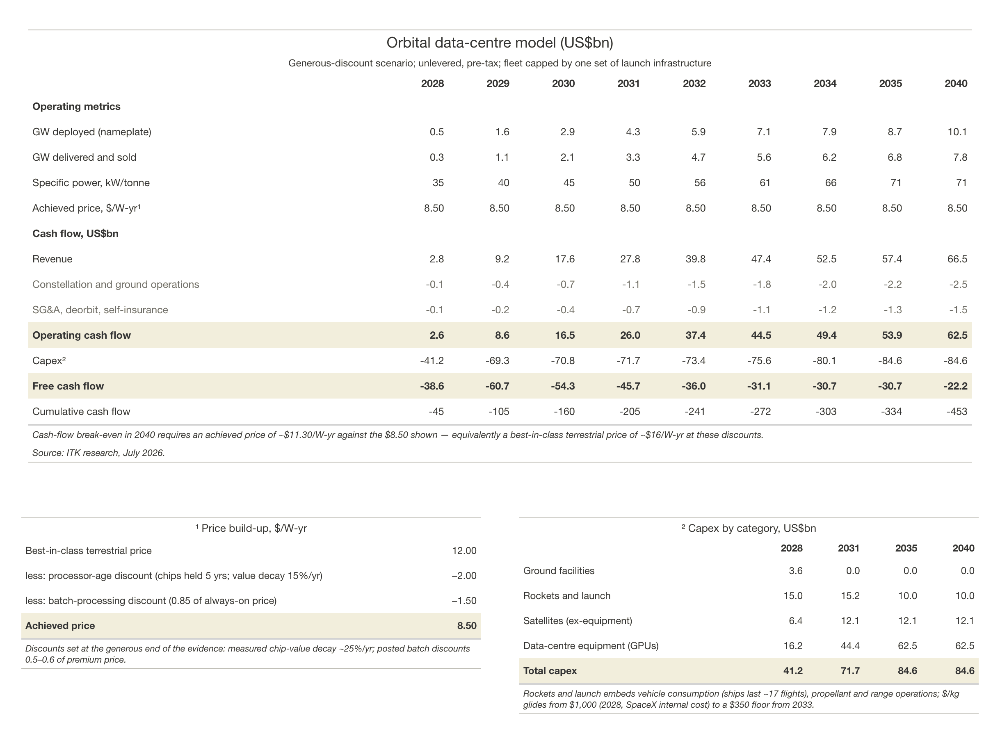 Orbital data-centre model (US$bn)
Generous-discount scenario; unlevered, pre-tax; fleet capped by one set of launch infrastructure
2028 2029 2030 2031 2032 2033 2034 2035 2040
Operating metrics
GW deployed (nameplate) 0.5 1.6 2.9 4.3 5.9 7.1 7.9 8.7 10.1
GW delivered and sold 0.3 1.1 2.1 3.3 4.7 5.6 6.2 6.8 7.8
Specific power, kW/tonne 35 40 45 50 56 61 66 71 71
Achieved price, $/W-yr¹ 8.50 8.50 8.50 8.50 8.50 8.50 8.50 8.50 8.50
Cash flow, US$bn
Revenue 2.8 9.2 17.6 27.8 39.8 47.4 52.5 57.4 66.5
Constellation and ground operations -0.1 -0.4 -0.7 -1.1 -1.5 -1.8 -2.0 -2.2 -2.5
SG&A, deorbit, self-insurance -0.1 -0.2 -0.4 -0.7 -0.9 -1.1 -1.2 -1.3 -1.5
Operating cash flow 2.6 8.6 16.5 26.0 37.4 44.5 49.4 53.9 62.5
Capex² -41.2 -69.3 -70.8 -71.7 -73.4 -75.6 -80.1 -84.6 -84.6
Free cash flow -38.6 -60.7 -54.3 -45.7 -36.0 -31.1 -30.7 -30.7 -22.2
Cumulative cash flow -45 -105 -160 -205 -241 -272 -303 -334 -453
Cash-flow break-even in 2040 requires an achieved price of ~$11.30/W-yr against the $8.50 shown — equivalently a best-in-class terrestrial price of ~$16/W-yr at these discounts.
Source: ITK research, July 2026.
¹ Price build-up, $/W-yr
Best-in-class terrestrial price 12.00
less: processor-age discount (chips held 5 yrs; value decay 15%/yr) –2.00
less: batch-processing discount (0.85 of always-on price) –1.50
Achieved price 8.50
Discounts set at the generous end of the evidence: measured chip-value decay ~25%/yr; posted batch discounts
0.5–0.6 of premium price.
² Capex by category, US$bn
2028 2031 2035 2040
Ground facilities 3.6 0.0 0.0 0.0
Rockets and launch 15.0 15.2 10.0 10.0
Satellites (ex-equipment) 6.4 12.1 12.1 12.1
Data-centre equipment (GPUs) 16.2 44.4 62.5 62.5
Total capex 41.2 71.7 84.6 84.6
Rockets and launch embeds vehicle consumption (ships last ~17 flights), propellant and range operations; $/kg
glides from $1,000 (2028, SpaceX internal cost) to a $350 floor from 2033.